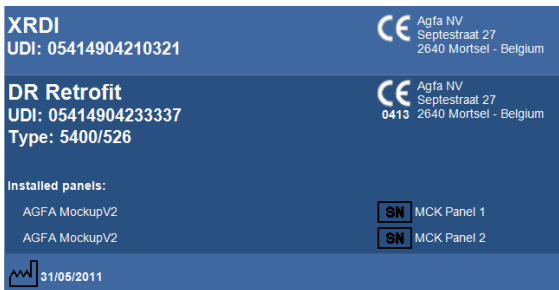 XRDI
UDI: 05414904210321
CE Agfa NV
Septestraat 27
2640 Mortsel - Belgium
DR Retrofit
UDI: 05414904233337
Type: 5400/526
CE Agfa NV
Septestraat 27
0413 2640 Mortsel - Belgium
Installed panels:
AGFA MockupV2 SN MCK Panel 1
AGFA MockupV2 SN MCK Panel 2
31/05/2011